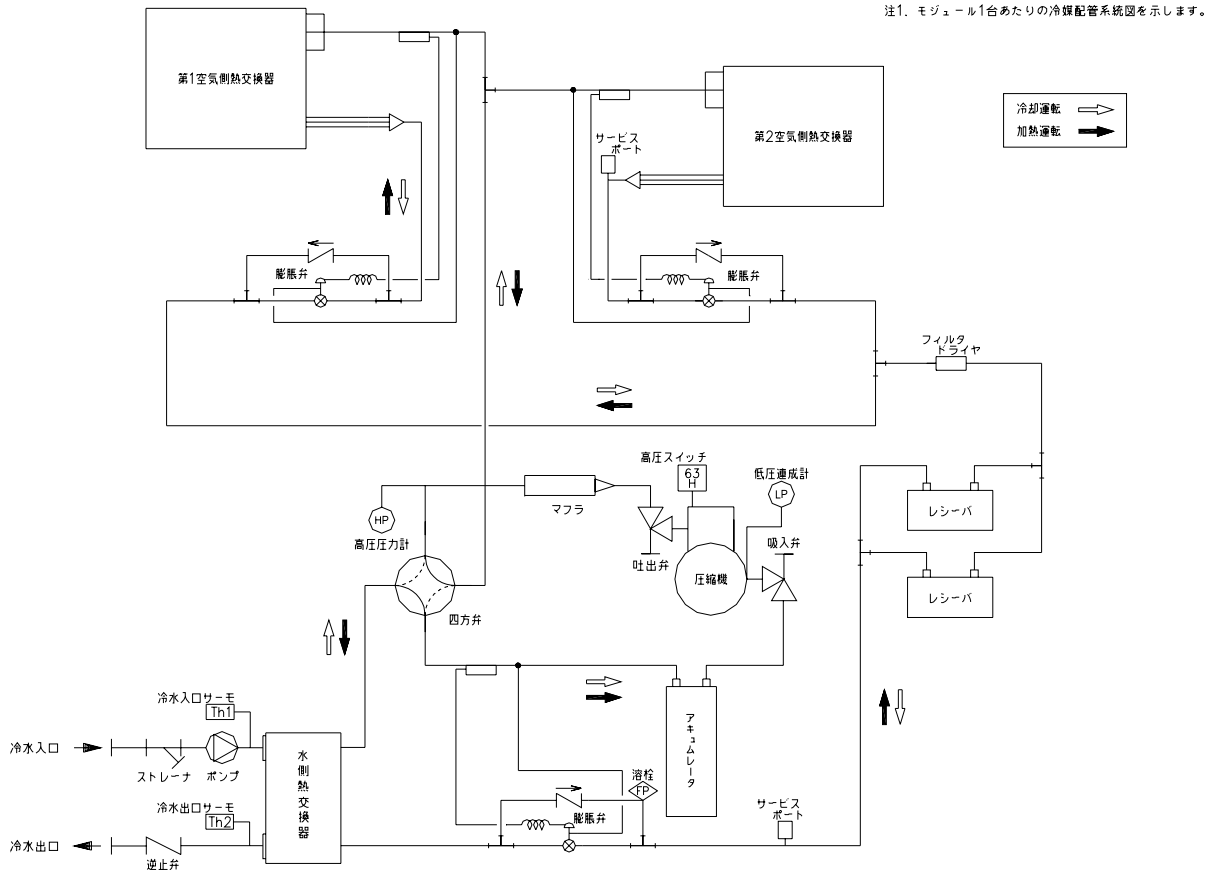 注1. モジュール1台あたりの冷媒配管系統図を示します。
第1空気側熱交換器
第2空気側熱交換器
冷却運転
加熱運転
サービス
ポート
膨脹弁
膨脹弁
フィルタ
ドライヤ
高圧スイッチ
63
H
低圧連成計
LP
マフラ
HP
高圧圧力計
吐出弁
圧縮機
吸入弁
レシーバ
レシーバ
四方弁
アキュムレータ
冷水入口サーモ
Th1
冷水入口
ストレーナ
ポンプ
水側熱交換器
冷水出口サーモ
Th2
冷水出口
逆止弁
溶栓
FP
膨脹弁
サービス
ポート